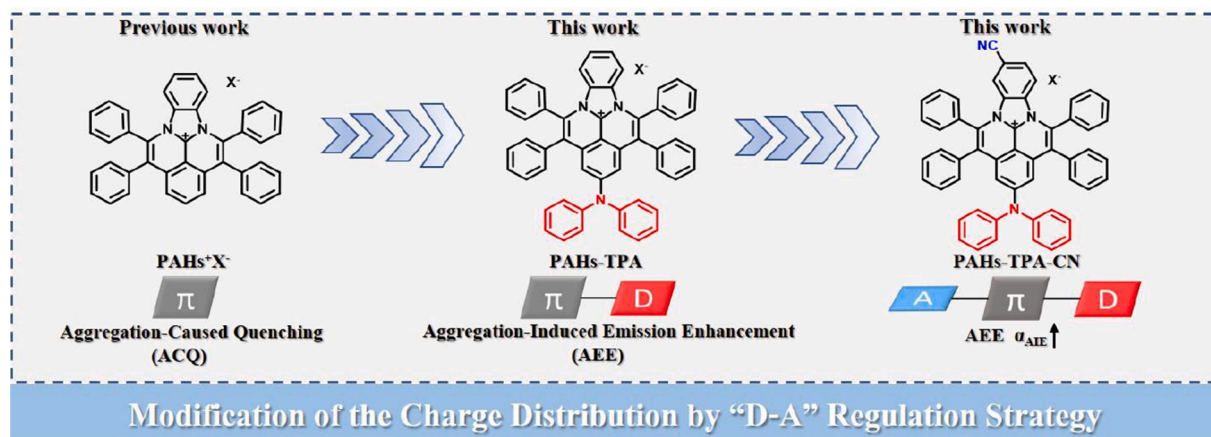 Previous work
This work
This work
NC
X-
X-
X-
N
N
+
N
N
+
N
N
+
N
N
PAHs+X-
PAHs-TPA
PAHs-TPA-CN
π
π
D
A
π
D
Aggregation-Caused Quenching
(ACQ)
Aggregation-Induced Emission Enhancement
(AEE)
AEE αAIE
Modification of the Charge Distribution by “D-A” Regulation Strategy